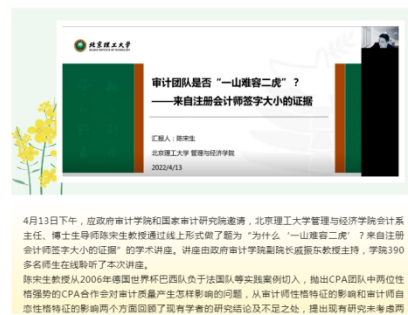 北京理工大学
审计团队是否“一山难容二虎”？
——来自注册会计师签字大小的证据
汇报人：陈宋生
北京理工大学 管理与经济学院
2022/4/13
4月13日下午，应政府审计学院和国家审计研究院邀请，北京理工大学管理与经济学院会计系
主任、博士生导师陈宋生教授通过线上形式做了题为“为什么‘一山难容二虎’？来自注册
会计师签字大小的证据”的学术讲座。讲座由政府审计学院副院长戚振东教授主持，学院390
多名师生在线聆听了本次讲座。
陈宋生教授从2006年德国世界杯巴西队负于法国队等实践案例切入，抛出CPA团队中两位性
格强势的CPA合作会对审计质量产生怎样影响的问题，从审计师性格特征的影响和审计师自
恋性格特征的影响两个方面回顾了现有学者的研究结论及不足之处，提出现有研究未考虑两